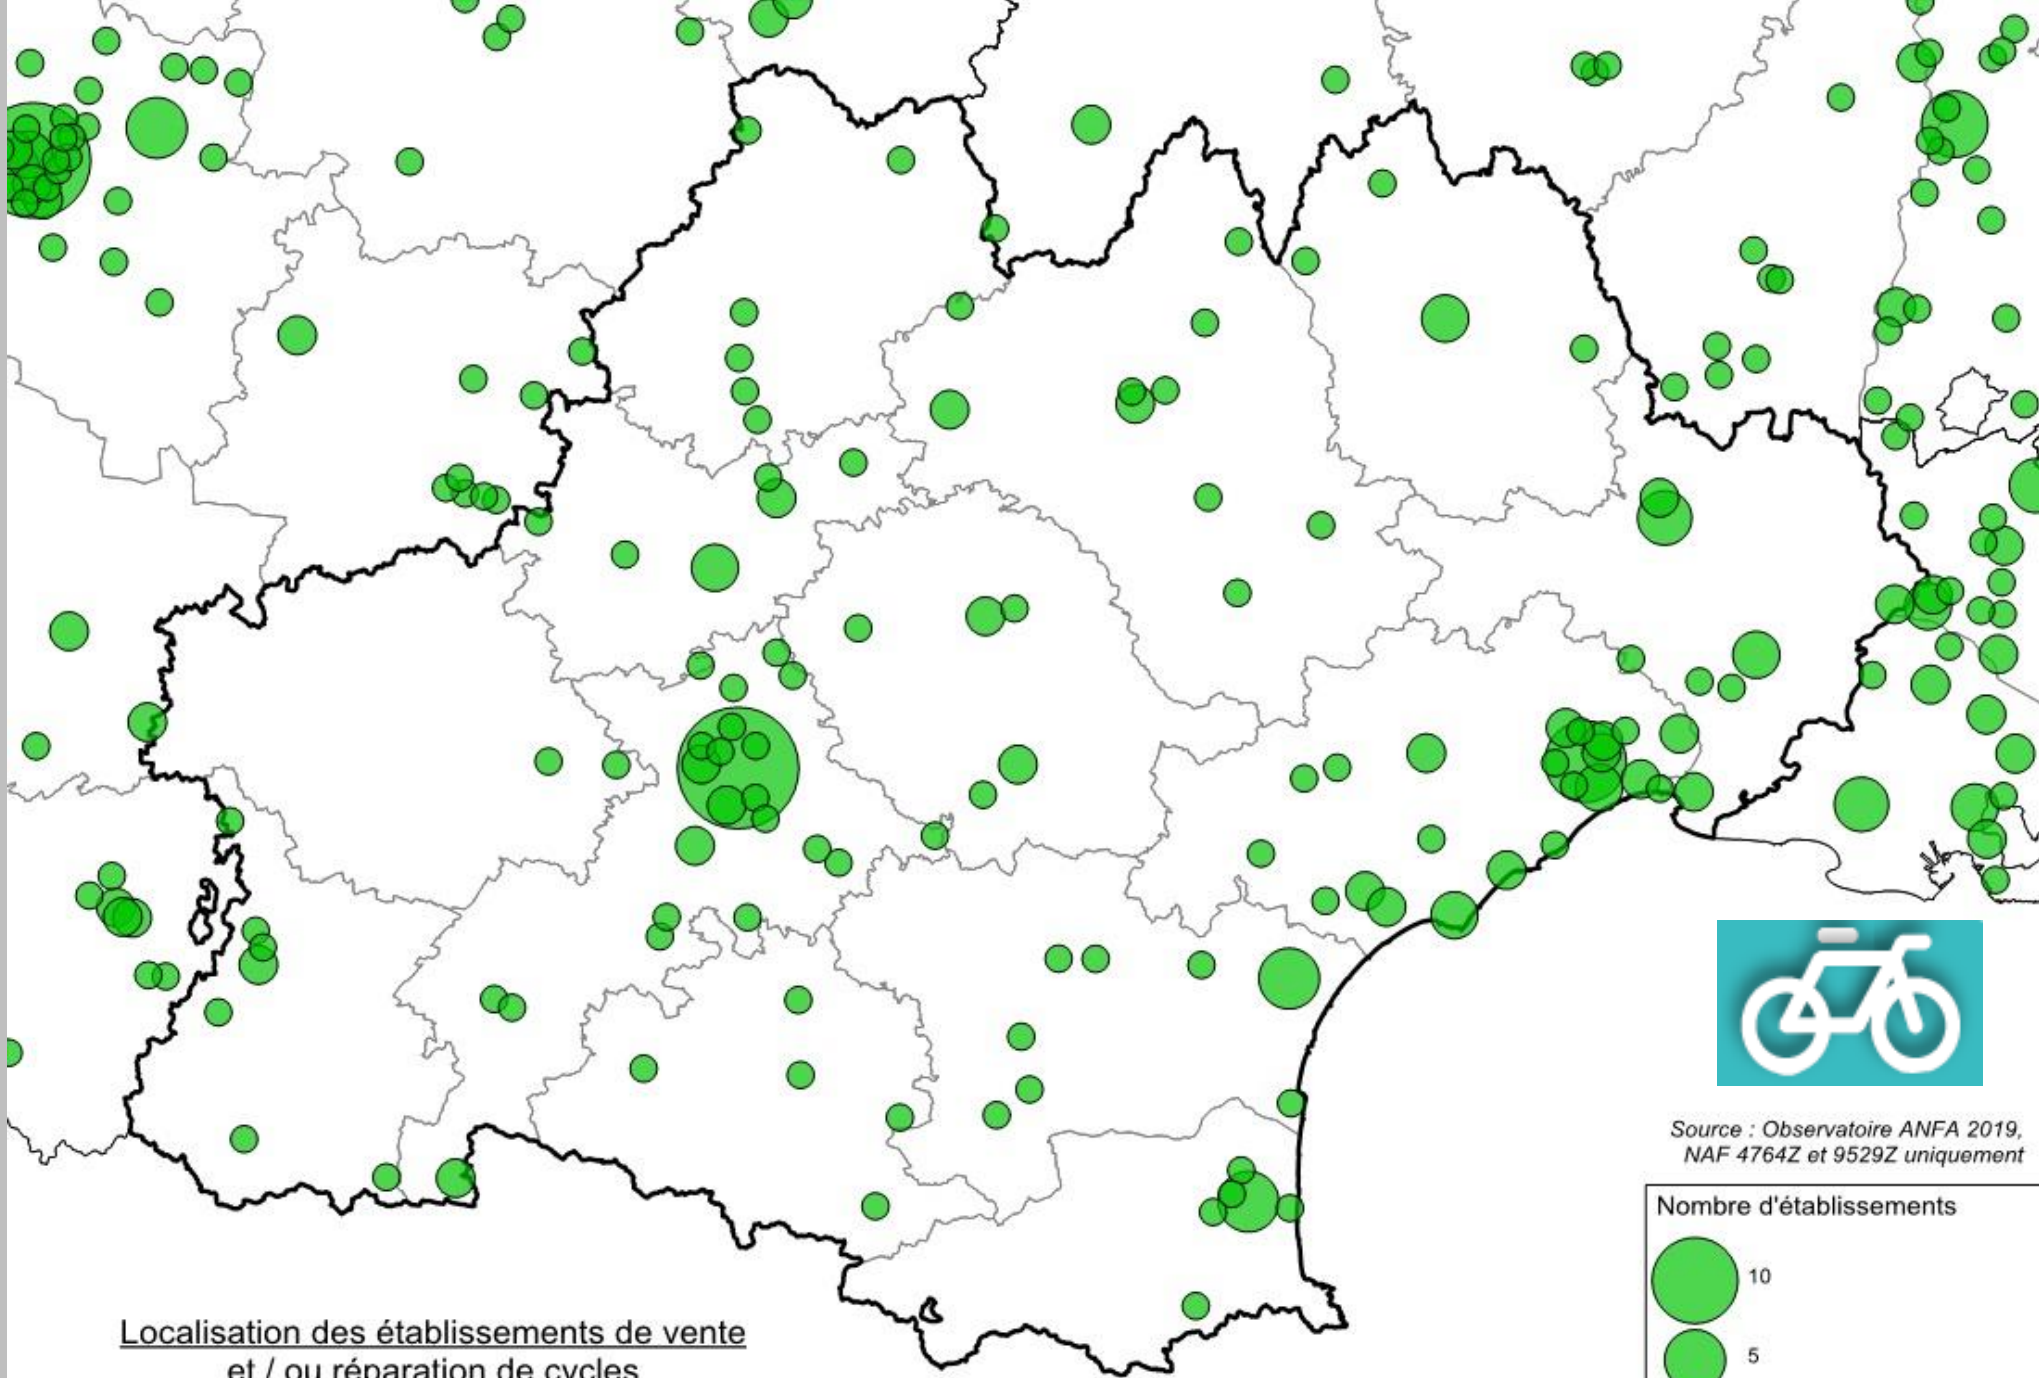 Source : Observatoire ANFA 2019,
NAF 4764Z et 9529Z uniquement
Nombre d'établissements
10
5
Localisation des établissements de vente
et / ou réparation de cycles